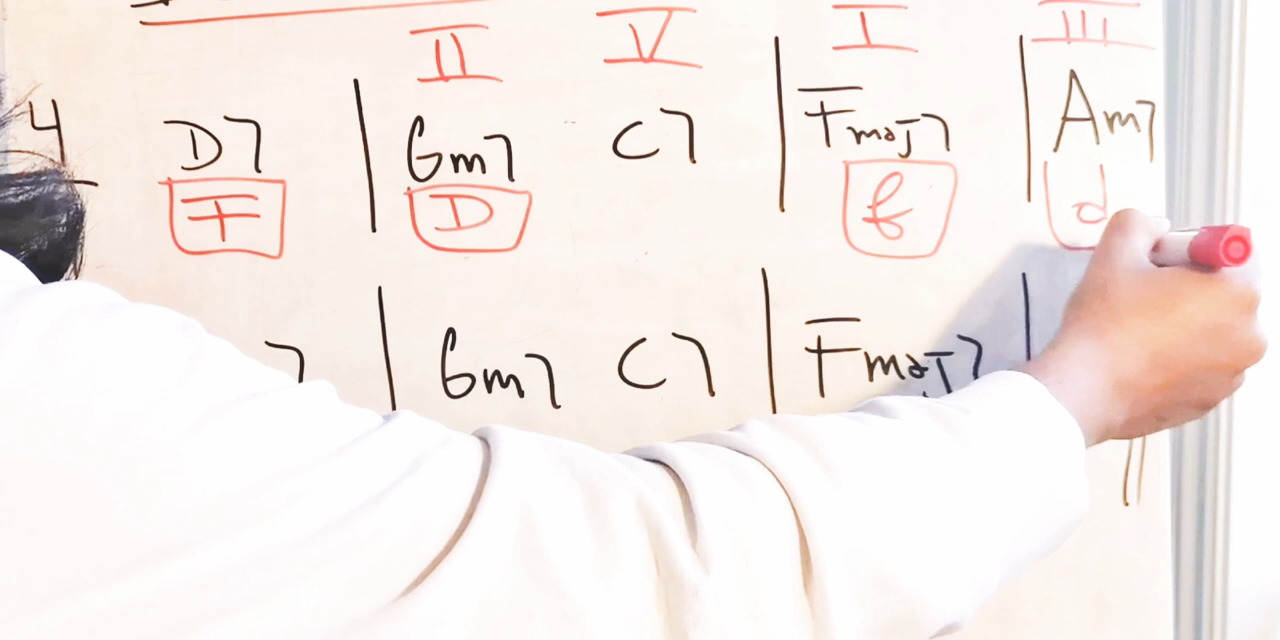 II V I III
4 D7 | Gm7 C7 | Fmaj7 | Am7
F D f d
7 | Gm7 C7 | Fmaj7 |